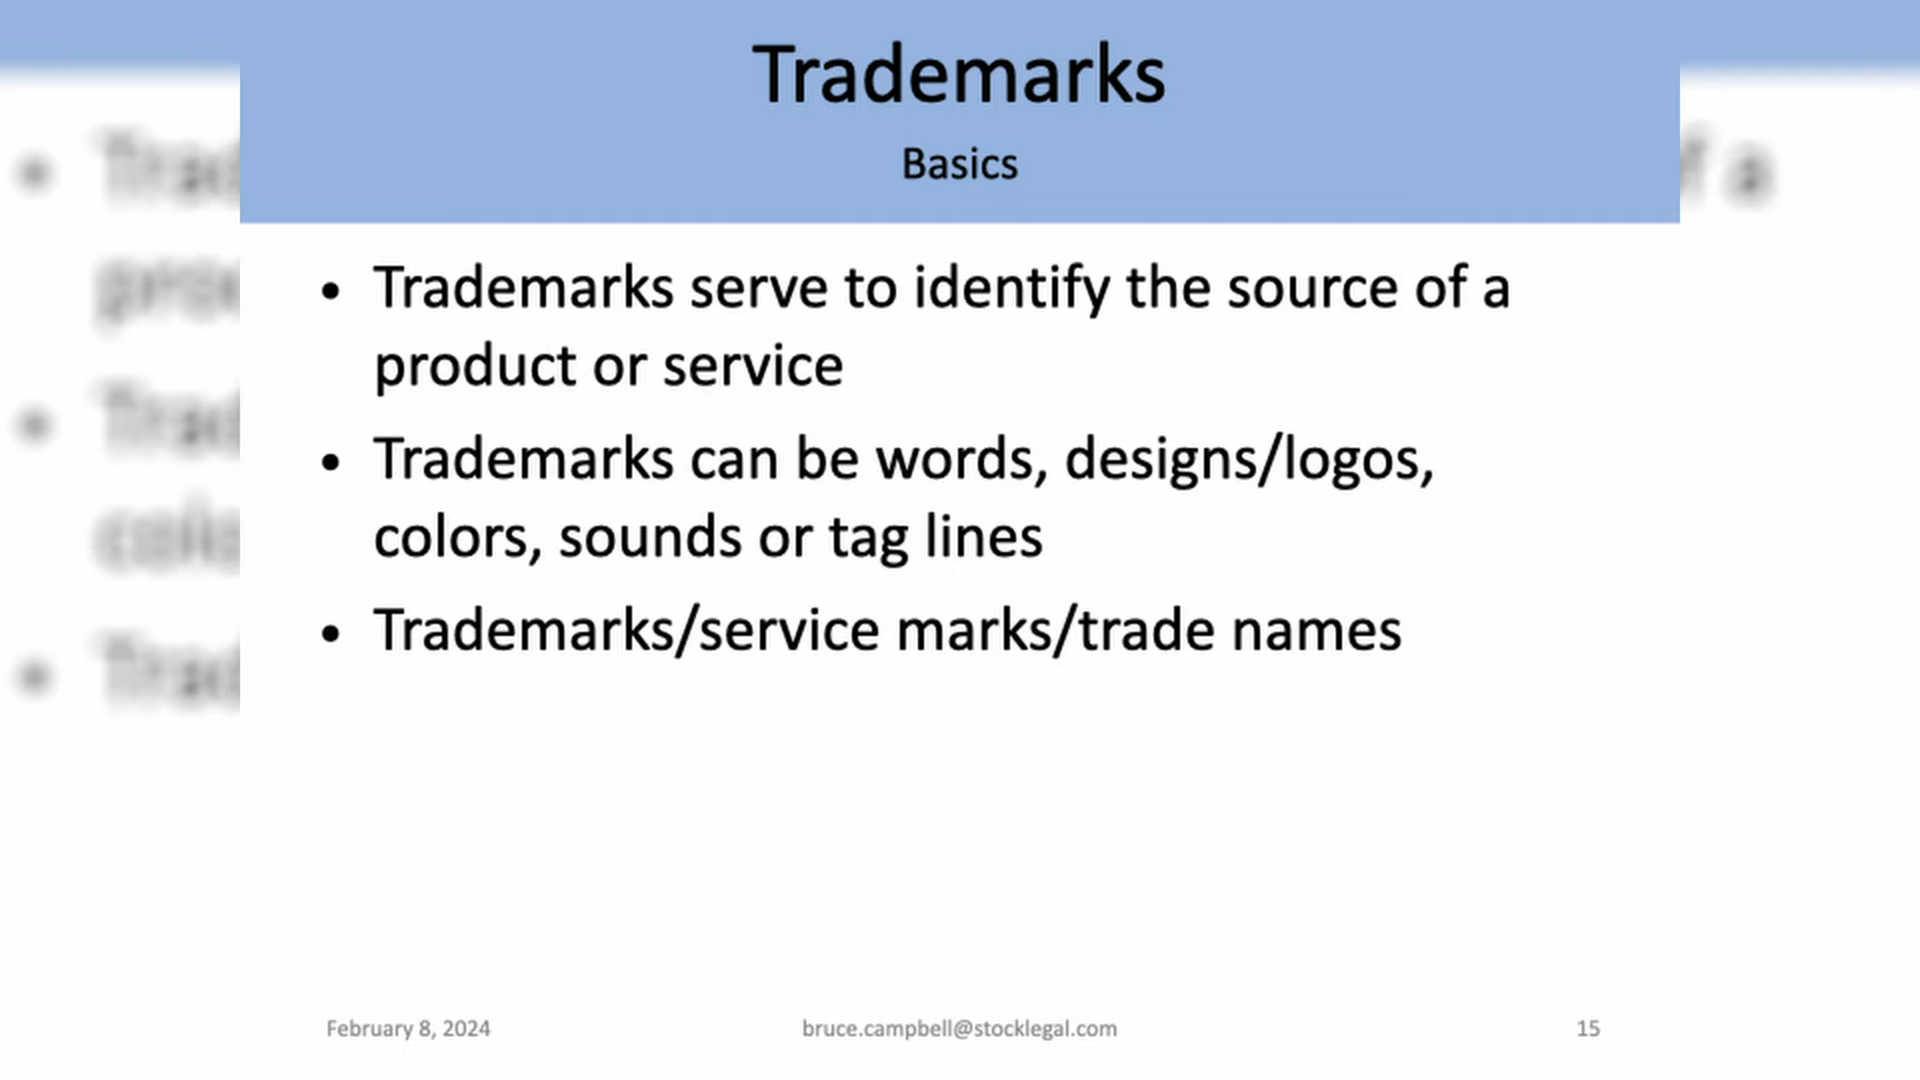 Trademarks
Basics
• Trademarks serve to identify the source of a
product or service
• Trademarks can be words, designs/logos,
colors, sounds or tag lines
• Trademarks/service marks/trade names
February 8, 2024
bruce.campbell@stocklegal.com
15